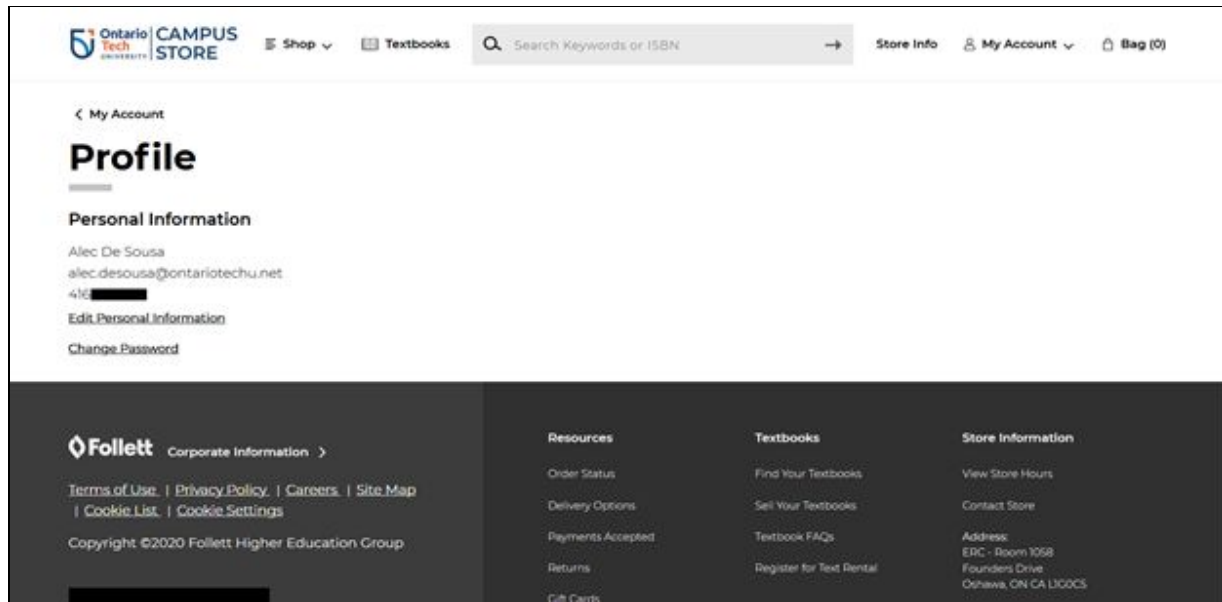 Ontario Tech UNIVERSITY CAMPUS STORE
Shop
Textbooks
Search Keywords or ISBN
Store Info
My Account
Bag (0)
My Account
Profile
Personal Information
Alec De Sousa
alec.desousa@ontariotechu.net
416
Edit Personal Information
Change Password
Follett Corporate Information >
Terms of Use | Privacy Policy | Careers | Site Map
| Cookie List | Cookie Settings
Copyright ©2020 Follett Higher Education Group
Resources
Order Status
Delivery Options
Payments Accepted
Returns
Gift Cards
Textbooks
Find Your Textbooks
Sell Your Textbooks
Textbook FAQs
Register for Text Rental
Store Information
View Store Hours
Contact Store
Address:
ERC - Room 1058
Founders Drive
Oshawa, ON CA L1G0C5